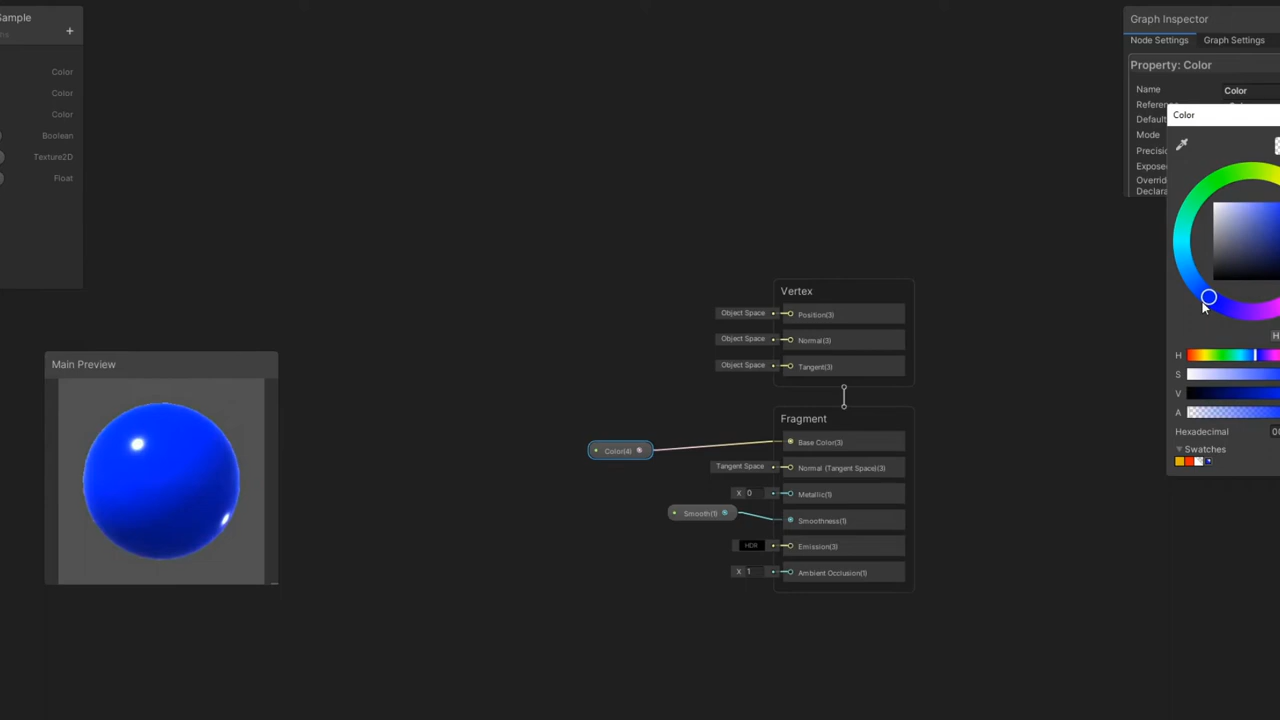 Sample
Color
Color
Color
Boolean
Texture2D
Float
Main Preview
Vertex
Object Space
Position(3)
Object Space
Normal(3)
Object Space
Tangent(3)
Fragment
Color(4)
Base Color(3)
Tangent Space
Normal (Tangent Space)(3)
X 0
Metallic(1)
Smooth(1)
Smoothness(1)
HDR
Emission(3)
X 1
Ambient Occlusion(1)
Graph Inspector
Node Settings
Graph Settings
Property: Color
Name
Color
Default
Mode
Color
H
S
V
A
Hexadecimal
Swatches